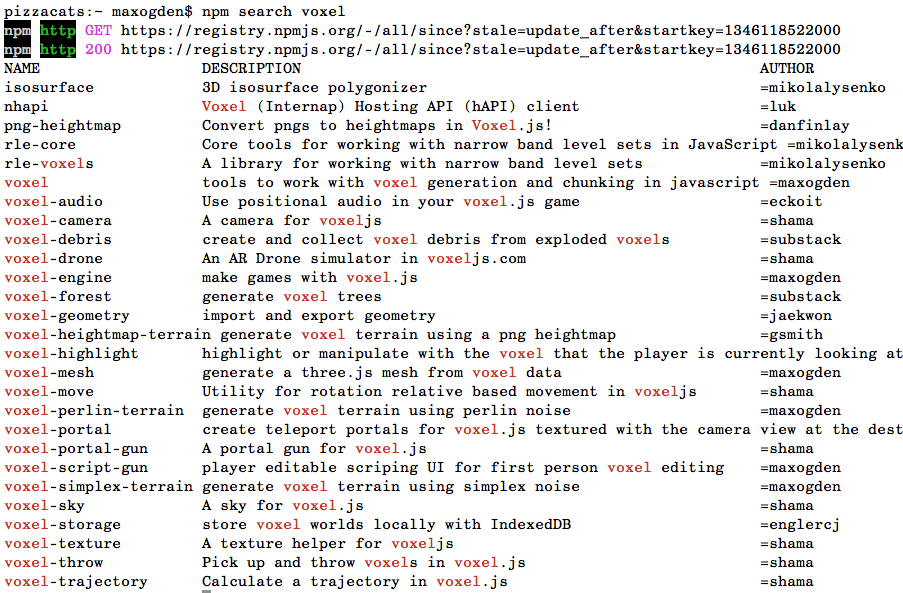 pizzacats:~ maxogden$ npm search voxel
npm http GET https://registry.npmjs.org/-/all/since?stale=update_after&startkey=1346118522000
npm http 200 https://registry.npmjs.org/-/all/since?stale=update_after&startkey=1346118522000
NAME DESCRIPTION AUTHOR
isosurface 3D isosurface polygonizer =mikolalysenko
nhapi Voxel (Internap) Hosting API (hAPI) client =luk
png-heightmap Convert pngs to heightmaps in Voxel.js! =danfinlay
rle-core Core tools for working with narrow band level sets in JavaScript =mikolalysenk
rle-voxels A library for working with narrow band level sets =mikolalysenko
voxel tools to work with voxel generation and chunking in javascript =maxogden
voxel-audio Use positional audio in your voxel.js game =eckoit
voxel-camera A camera for voxeljs =shama
voxel-debris create and collect voxel debris from exploded voxels =substack
voxel-drone An AR Drone simulator in voxeljs.com =shama
voxel-engine make games with voxel.js =maxogden
voxel-forest generate voxel trees =substack
voxel-geometry import and export geometry =jaekwon
voxel-heightmap-terrain generate voxel terrain using a png heightmap =gsmith
voxel-highlight highlight or manipulate with the voxel that the player is currently looking at
voxel-mesh generate a three.js mesh from voxel data =maxogden
voxel-move Utility for rotation relative based movement in voxeljs =shama
voxel-perlin-terrain generate voxel terrain using perlin noise =maxogden
voxel-portal create teleport portals for voxel.js textured with the camera view at the dest
voxel-portal-gun A portal gun for voxel.js =shama
voxel-script-gun player editable scriping UI for first person voxel editing =maxogden
voxel-simplex-terrain generate voxel terrain using simplex noise =maxogden
voxel-sky A sky for voxel.js =shama
voxel-storage store voxel worlds locally with IndexedDB =englercj
voxel-texture A texture helper for voxeljs =shama
voxel-throw Pick up and throw voxels in voxel.js =shama
voxel-trajectory Calculate a trajectory in voxel.js =shama